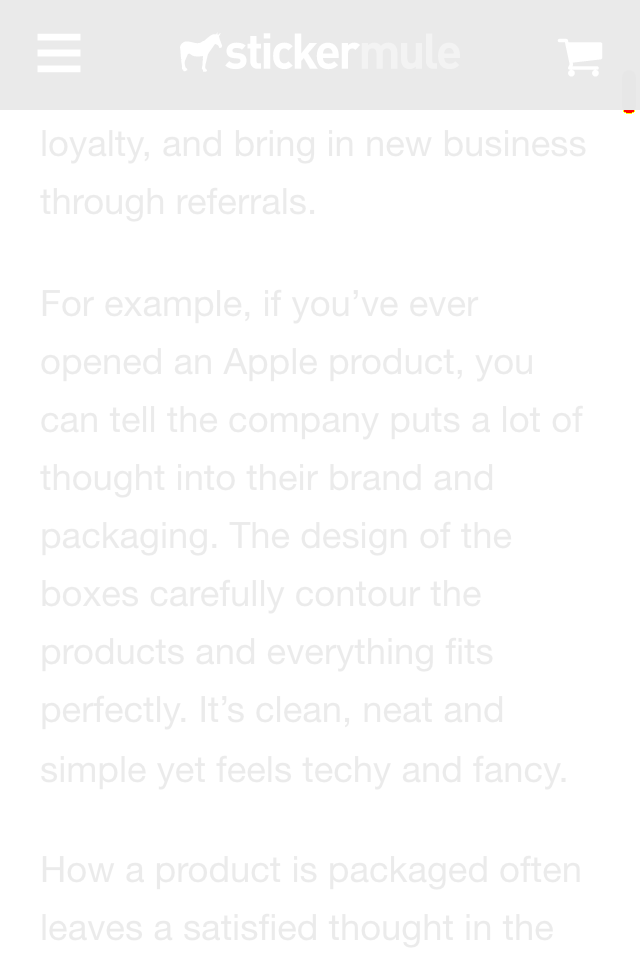 stickermule
loyalty, and bring in new business
through referrals.
For example, if you’ve ever
opened an Apple product, you
can tell the company puts a lot of
thought into their brand and
packaging. The design of the
boxes carefully contour the
products and everything fits
perfectly. It’s clean, neat and
simple yet feels techy and fancy.
How a product is packaged often
leaves a satisfied thought in the